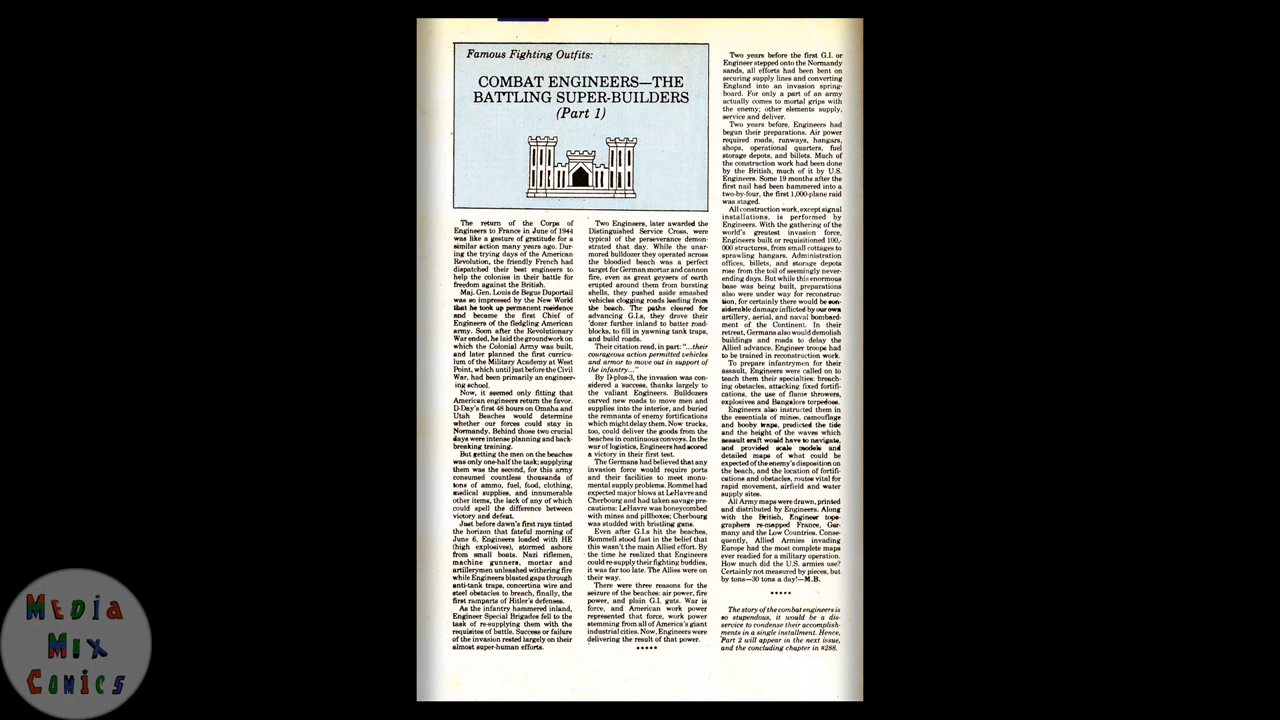 Famous Fighting Outfits:
COMBAT ENGINEERS—THE
BATTLING SUPER-BUILDERS
(Part 1)
The return of the Corps of
Engineers to France in June of 1944
was like a gesture of gratitude for a
similar action many years ago. Dur-
ing the trying days of the American
Revolution, the friendly French had
dispatched their best engineers to
help the colonies in their battle for
freedom against the British.
Maj. Gen. Louis de Begue Duportail
was so impressed by the New World
that he took up permanent residence
and became the first Chief of
Engineers of the fledgling American
army. Soon after the Revolutionary
War ended, he laid the groundwork on
which the Colonial Army was built,
and later planned the first curricu-
lum of the Military Academy at West
Point, which until just before the Civil
War, had been primarily an engineer-
ing school.
Now, it seemed only fitting that
American engineers return the favor.
D-Day's first 48 hours on Omaha and
Utah Beaches would determine
whether our forces could stay in
Normandy. Behind those two crucial
days were intense planning and back-
breaking training.
But getting the men on the beaches
was only one-half the task; supplying
them was the second, for this army
consumed countless thousands of
tons of ammo, fuel, food, clothing,
medical supplies, and innumerable
other items, the lack of any of which
could spell the difference between
victory and defeat.
Just before dawn's first rays tinted
the horizon that fateful morning of
June 6, Engineers loaded with HE
(high explosives), stormed ashore
from small boats. Nazi riflemen,
machine gunners, mortar and
artillerymen unleashed withering fire
while Engineers blasted gaps through
anti-tank traps, concertina wire and
steel obstacles to breach, finally, the
first ramparts of Hitler's defenses.
As the infantry hammered inland,
Engineer Special Brigades fell to the
task of re-supplying them with the
requisites of battle. Success or failure
of the invasion rested largely on their
almost super-human efforts.
Two Engineers, later awarded the
Distinguished Service Cross, were
typical of the perseverance demon-
strated that day. While the unar-
mored bulldozer they operated across
the bloodied beach was a perfect
target for German mortar and cannon
fire, even as great geysers of earth
erupted around them from bursting
shells, they pushed aside smashed
vehicles clogging roads leading from
the beach. The paths cleared for
advancing G.I.s, they drove their
'dozer further inland to batter road-
blocks, to fill in yawning tank traps,
and build roads.
Their citation read, in part: "...their
courageous action permitted vehicles
and armor to move out in support of
the infantry..."
By D-plus-3, the invasion was con-
sidered a success, thanks largely to
the valiant Engineers. Bulldozers
carved new roads to move men and
supplies into the interior, and buried
the remnants of enemy fortifications
which might delay them. Now trucks,
too, could deliver the goods from the
beaches in continuous convoys. In the
war of logistics, Engineers had scored
a victory in their first test.
The Germans had believed that any
invasion force would require ports
and their facilities to meet monu-
mental supply problems. Rommel had
expected major blows at LeHavre and
Cherbourg and had taken savage pre-
cautions: LeHavre was honeycombed
with mines and pillboxes; Cherbourg
was studded with bristling guns.
Even after G.I.s hit the beaches,
Rommell stood fast in the belief that
this wasn't the main Allied effort. By
the time he realized that Engineers
could re-supply their fighting buddies,
it was far too late. The Allies were on
their way.
There were three reasons for the
seizure of the beaches: air power, fire
power, and plain G.I. guts. War is
force, and American work power
represented that force, work power
stemming from all of America's giant
industrial cities. Now, Engineers were
delivering the result of that power.
*****
Two years before the first G.I. or
Engineer stepped onto the Normandy
sands, all efforts had been bent on
securing supply lines and converting
England into an invasion spring-
board. For only a part of an army
actually comes to mortal grips with
the enemy; other elements supply,
service and deliver.
Two years before, Engineers had
begun their preparations. Air power
required roads, runways, hangars,
shops, operational quarters, fuel
storage depots, and billets. Much of
the construction work had been done
by the British, much of it by U.S.
Engineers. Some 19 months after the
first nail had been hammered into a
two-by-four, the first 1,000-plane raid
was staged.
All construction work, except signal
installations, is performed by
Engineers. With the gathering of the
world's greatest invasion force,
Engineers built or requisitioned 100,-
000 structures, from small cottages to
sprawling hangars. Administration
offices, billets, and storage depots
rose from the toil of seemingly never-
ending days. But while this enormous
base was being built, preparations
also were under way for reconstruc-
tion, for certainly there would be con-
siderable damage inflicted by our own
artillery, aerial, and naval bombard-
ment of the Continent. In their
retreat, Germans also would demolish
buildings and roads to delay the
Allied advance. Engineer troops had
to be trained in reconstruction work.
To prepare infantrymen for their
assault, Engineers were called on to
teach them their specialties: breach-
ing obstacles, attacking fixed fortifi-
cations, the use of flame throwers,
explosives and Bangalore torpedoes.
Engineers also instructed them in
the essentials of mines, camouflage
and booby traps, predicted the tide
and the height of the waves which
assault craft would have to navigate,
and provided scale models and
detailed maps of what could be
expected of the enemy's disposition on
the beach, and the location of fortifi-
cations and obstacles, routes vital for
rapid movement, airfield and water
supply sites.
All Army maps were drawn, printed
and distributed by Engineers. Along
with the British, Engineer topo-
graphers re-mapped France, Ger-
many and the Low Countries. Conse-
quently, Allied Armies invading
Europe had the most complete maps
ever readied for a military operation.
How much did the U.S. armies use?
Certainly not measured by pieces, but
by tons—30 tons a day!—M.B.
*****
The story of the combat engineers is
so stupendous, it would be a dis-
service to condense their accomplish-
ments in a single installment. Hence,
Part 2 will appear in the next issue,
and the concluding chapter in #288.
MEDIA
MIX
COMICS